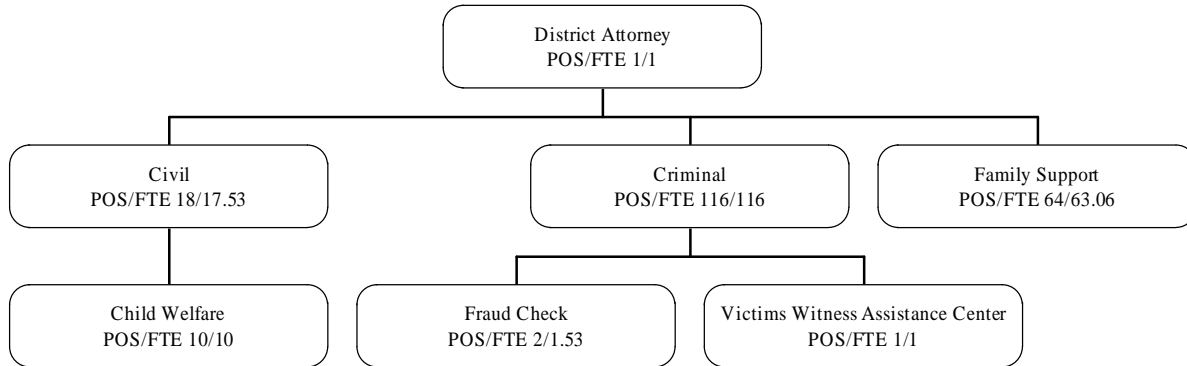 District Attorney
POS/FTE 1/1
Civil
POS/FTE 18/17.53
Criminal
POS/FTE 116/116
Family Support
POS/FTE 64/63.06
Child Welfare
POS/FTE 10/10
Fraud Check
POS/FTE 2/1.53
Victims Witness Assistance Center
POS/FTE 1/1